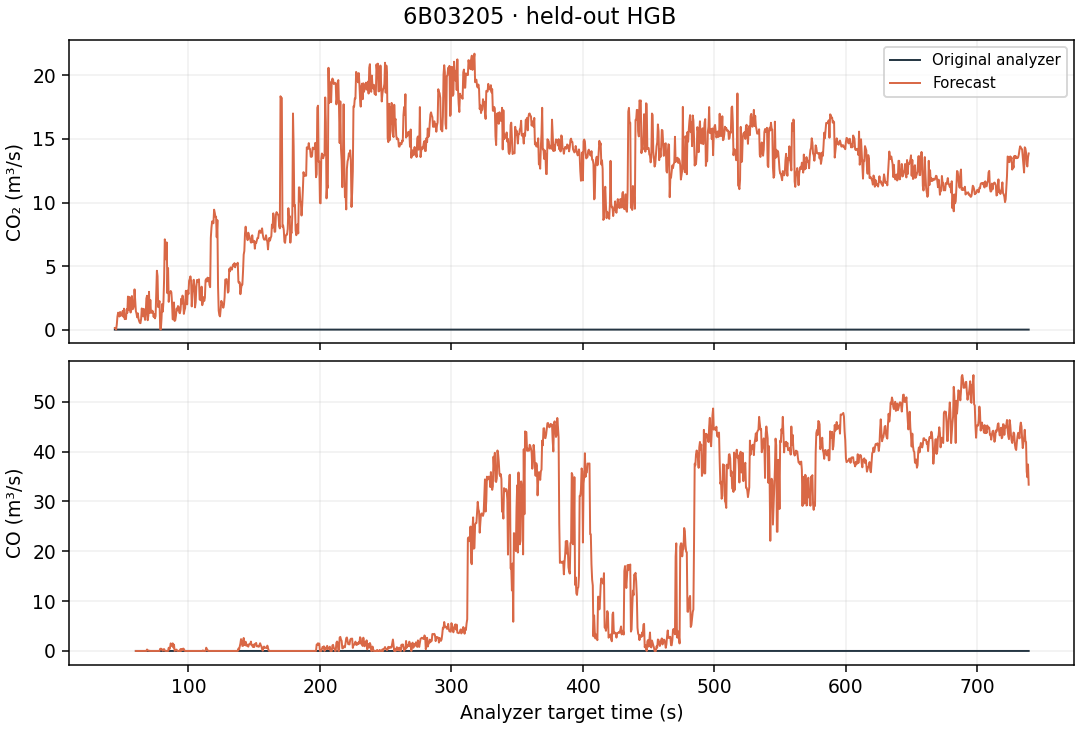 6B03205 · held-out HGB
CO₂ (m³/s)
20
15
10
5
0
Original analyzer
Forecast
CO (m³/s)
50
40
30
20
10
0
100 200 300 400 500 600 700
Analyzer target time (s)